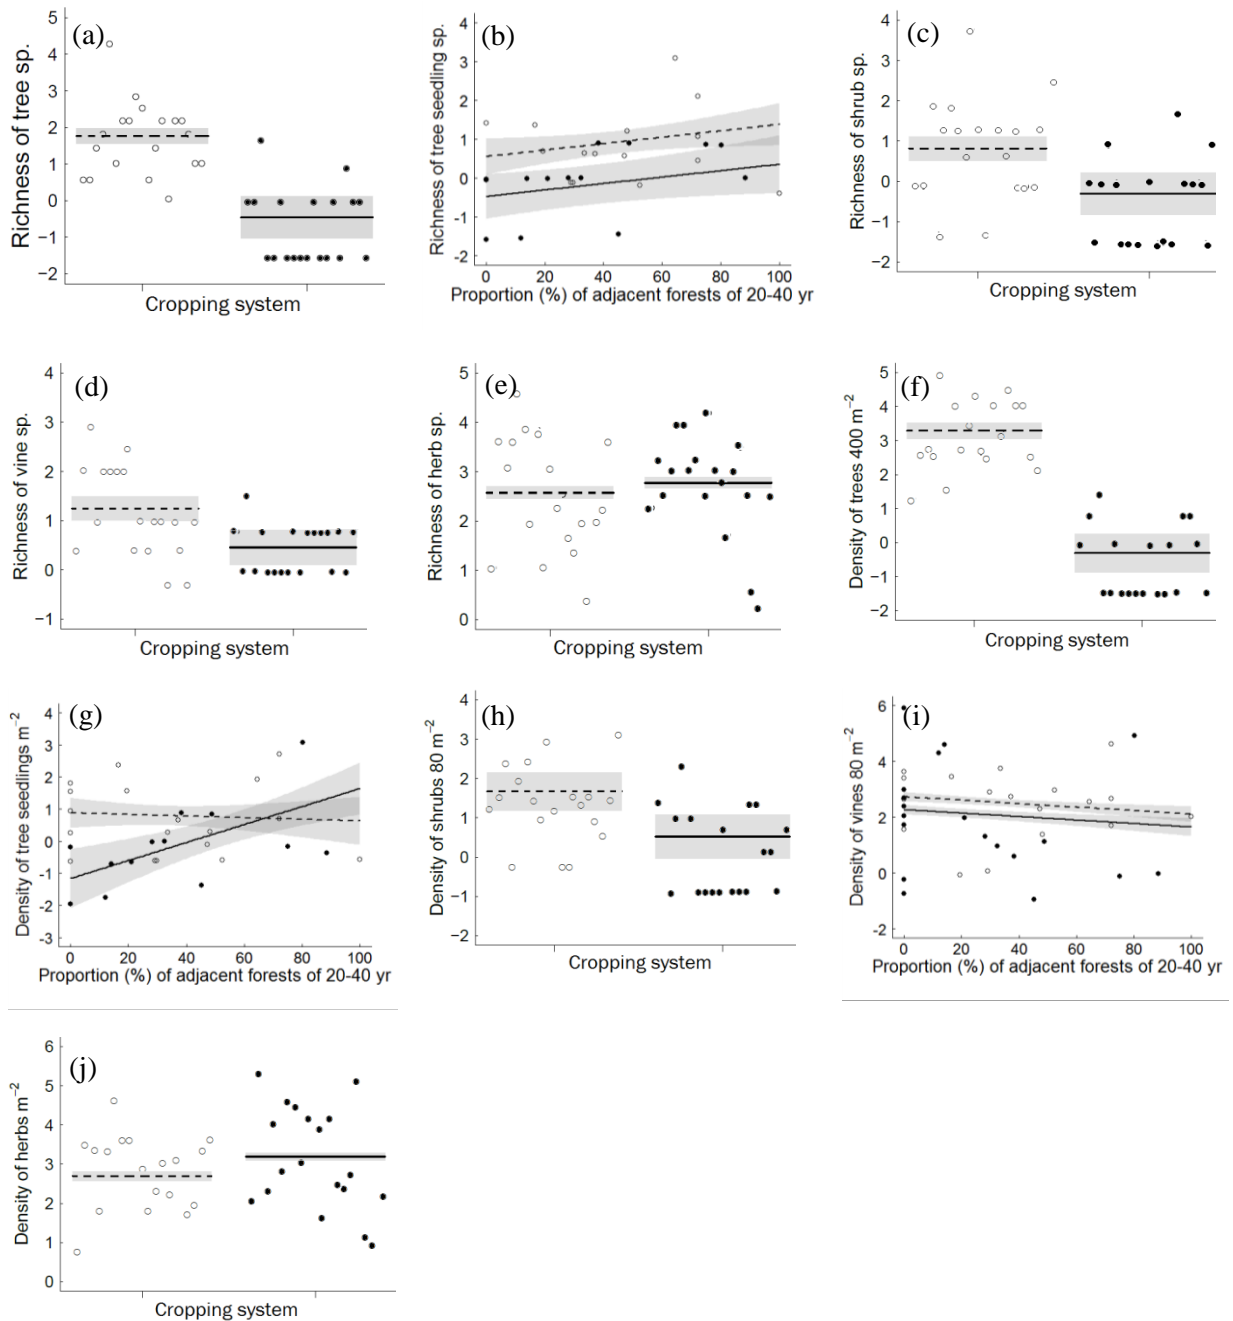 (a)
Richness of tree sp.
5
4
3
2
1
0
−1
−2
Cropping system
(b)
Richness of tree seedling sp.
4
3
2
1
0
-1
-2
0 20 40 60 80 100
Proportion (%) of adjacent forests of 20-40 yr
(c)
Richness of shrub sp.
4
3
2
1
0
−1
−2
Cropping system
(d)
Richness of vine sp.
4
3
2
1
0
−1
Cropping system
(e)
Richness of herb sp.
5
4
3
2
1
0
Cropping system
(f)
Density of trees 400 m−2
5
4
3
2
1
0
−1
−2
Cropping system
(g)
Density of tree seedlings m−2
4
3
2
1
0
-1
-2
-3
0 20 40 60 80 100
Proportion (%) of adjacent forests of 20-40 yr
(h)
Density of shrubs 80 m−2
4
3
2
1
0
−1
−2
Cropping system
(i)
Density of vines 80 m−2
6
4
2
0
-2
0 20 40 60 80 100
Proportion (%) of adjacent forests of 20-40 yr
(j)
Density of herbs m−2
6
5
4
3
2
1
0
Cropping system